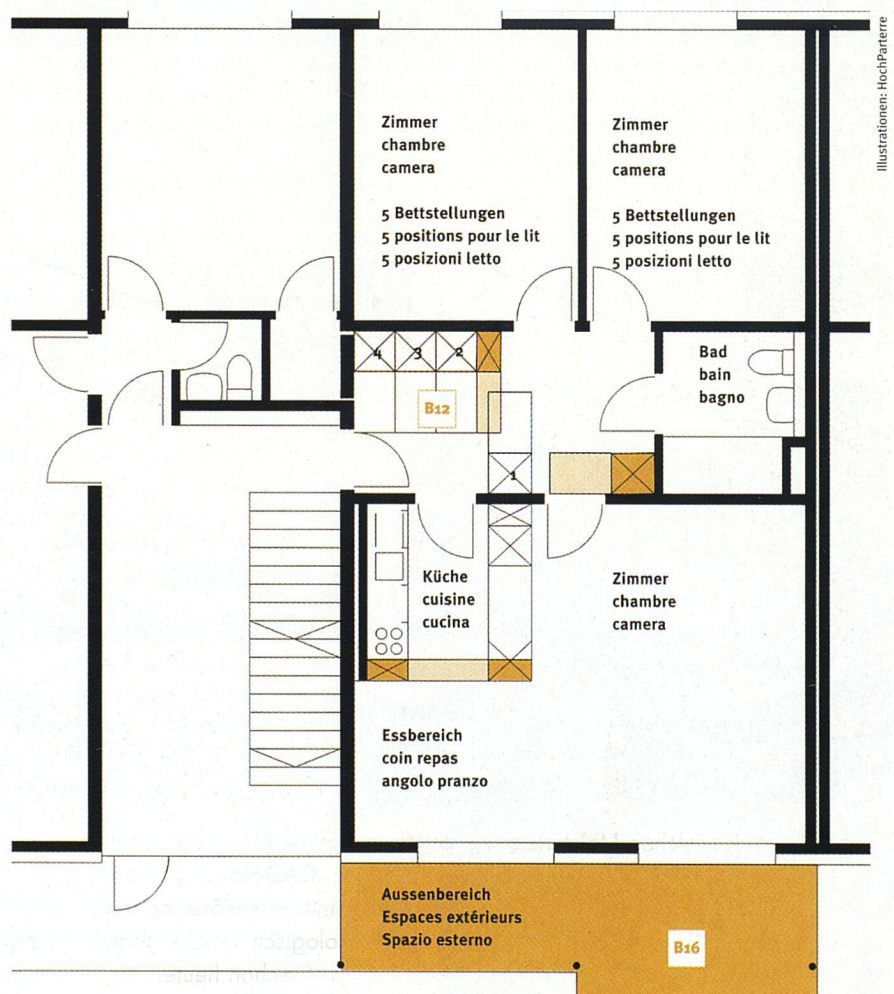 Illustrationen: HochParterre
Zimmer
chambre
camera
5 Bettstellungen
5 positions pour le lit
5 posizioni letto
Zimmer
chambre
camera
5 Bettstellungen
5 positions pour le lit
5 posizioni letto
4
3
2
B12
Bad
bain
bagno
1
Küche
cuisine
cucina
Zimmer
chambre
camera
Essbereich
coin repas
angolo pranzo
Aussenbereich
Espaces extérieurs
Spazio esterno
B16